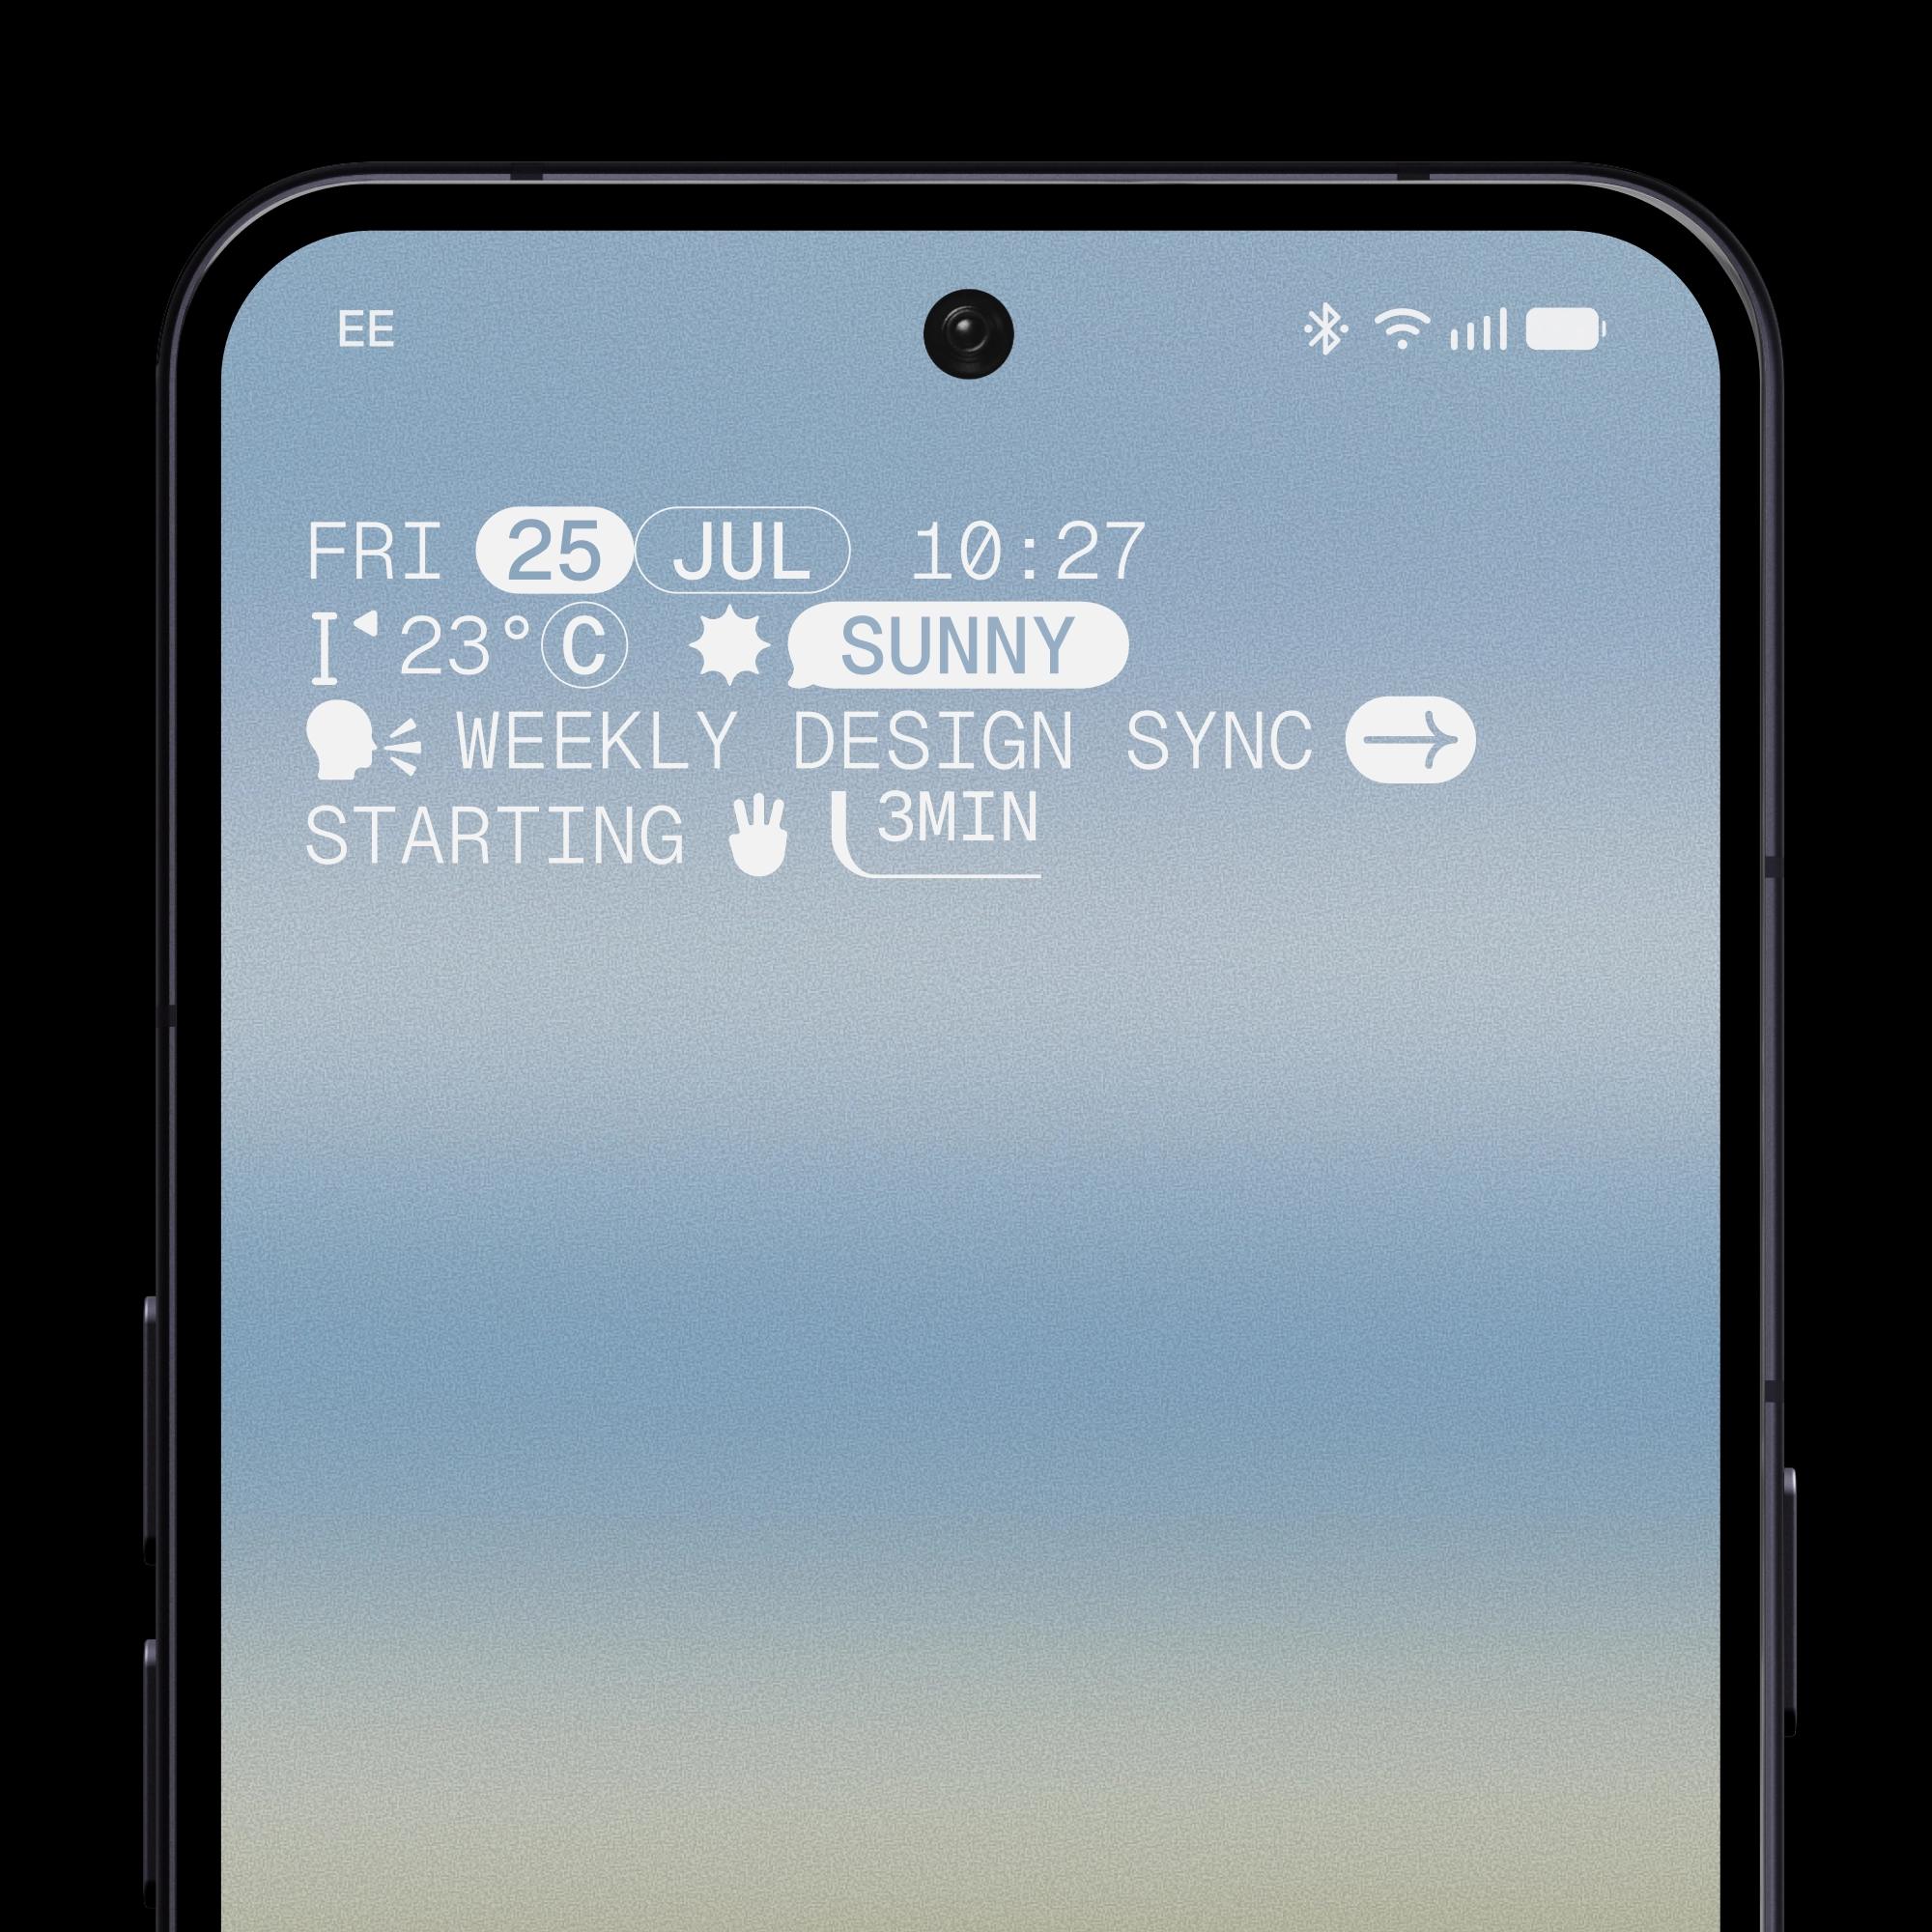 EE
FRI 25 JUL 10:27
23°C SUNNY
WEEKLY DESIGN SYNC →
STARTING 3MIN